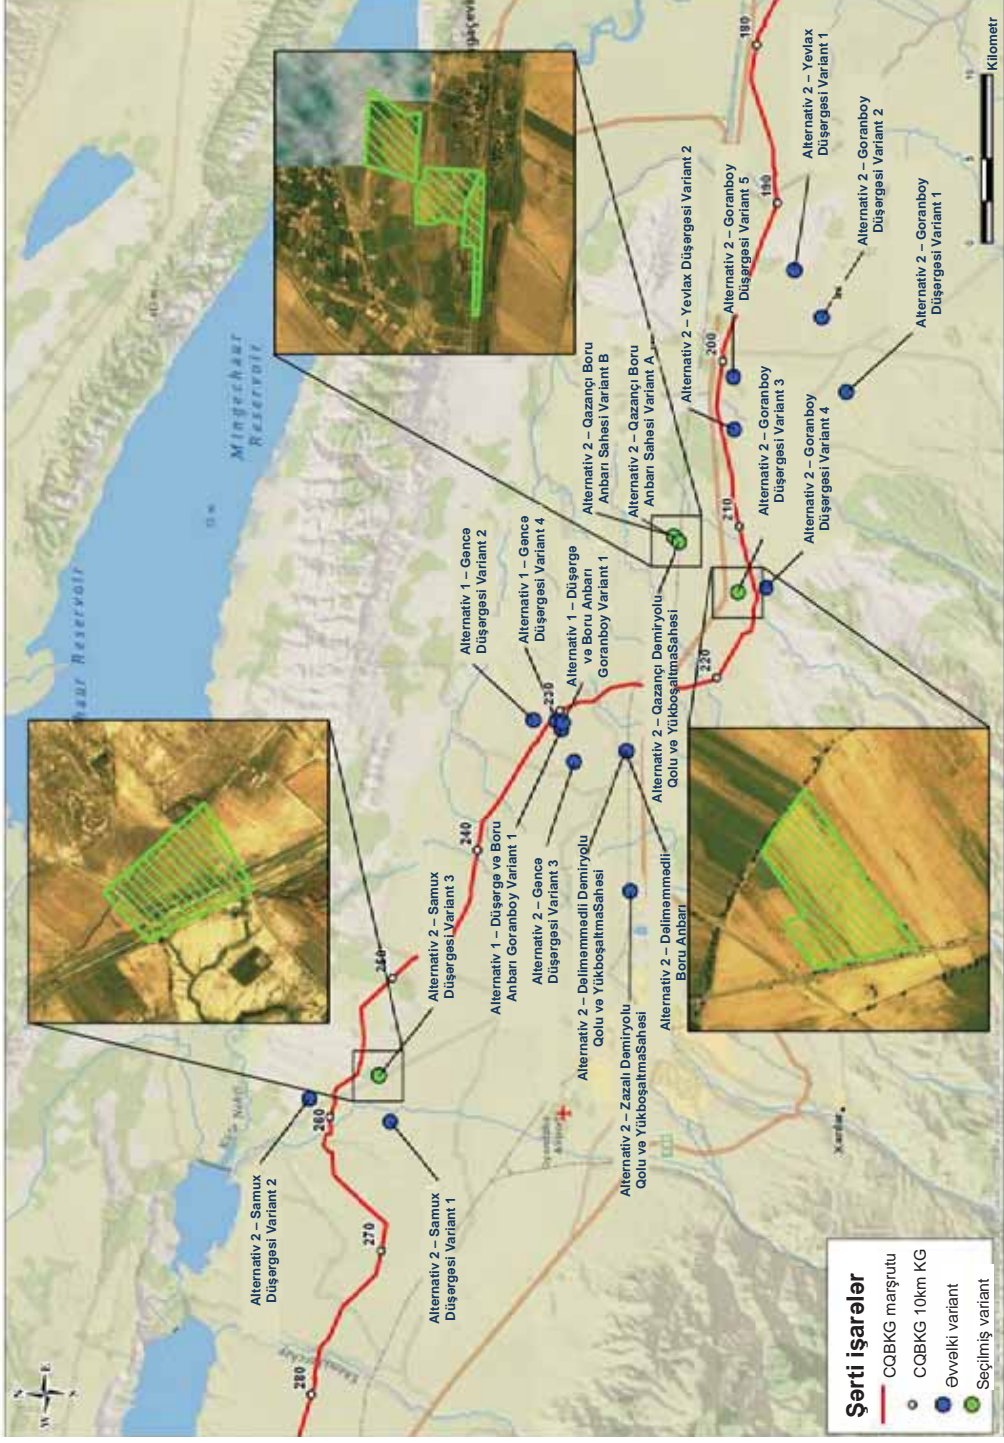 Mingechaur
Reservoir
Reservoir
10 m
Alternativ 2 – Samux
Düşərgəsi Variant 2
Alternativ 2 – Samux
Düşərgəsi Variant 1
Alternativ 2 – Samux
Düşərgəsi Variant 3
Alternativ 1 – Düşərgə və Boru
Anbarı Goranboy Variant 1
Alternativ 2 – Gəncə
Düşərgəsi Variant 3
Alternativ 2 – Dəliməmmədli Dəmiryolu
Qolu və YükboşaltmaSahəsi
Alternativ 2 – Zazalı Dəmiryolu
Qolu və YükboşaltmaSahəsi
Alternativ 2 – Dəliməmmədli
Boru Anbarı
Alternativ 1 – Gəncə
Düşərgəsi Variant 2
Alternativ 1 – Gəncə
Düşərgəsi Variant 4
Alternativ 1 – Düşərgə
və Boru Anbarı
Goranboy Variant 1
Alternativ 2 – Qazançı Dəmiryolu
Qolu və YükboşaltmaSahəsi
Alternativ 2 – Qazançı Boru
Anbarı Sahəsi Variant B
Alternativ 2 – Qazançı Boru
Anbarı Sahəsi Variant A
Alternativ 2 – Yevlax Düşərgəsi Variant 2
Alternativ 2 – Goranboy
Düşərgəsi Variant 5
Alternativ 2 – Goranboy
Düşərgəsi Variant 3
Alternativ 2 – Goranboy
Düşərgəsi Variant 4
Alternativ 2 – Yevlax
Düşərgəsi Variant 1
Alternativ 2 – Goranboy
Düşərgəsi Variant 2
Alternativ 2 – Goranboy
Düşərgəsi Variant 1
280
270
260
250
240
230
220
210
200
190
180
N
W E
S
0 5 10
Kilometr
Şərti işarələr
CQBKG marşrutu
CQBKG 10km KG
Əvvəlki variant
Seçilmiş variant